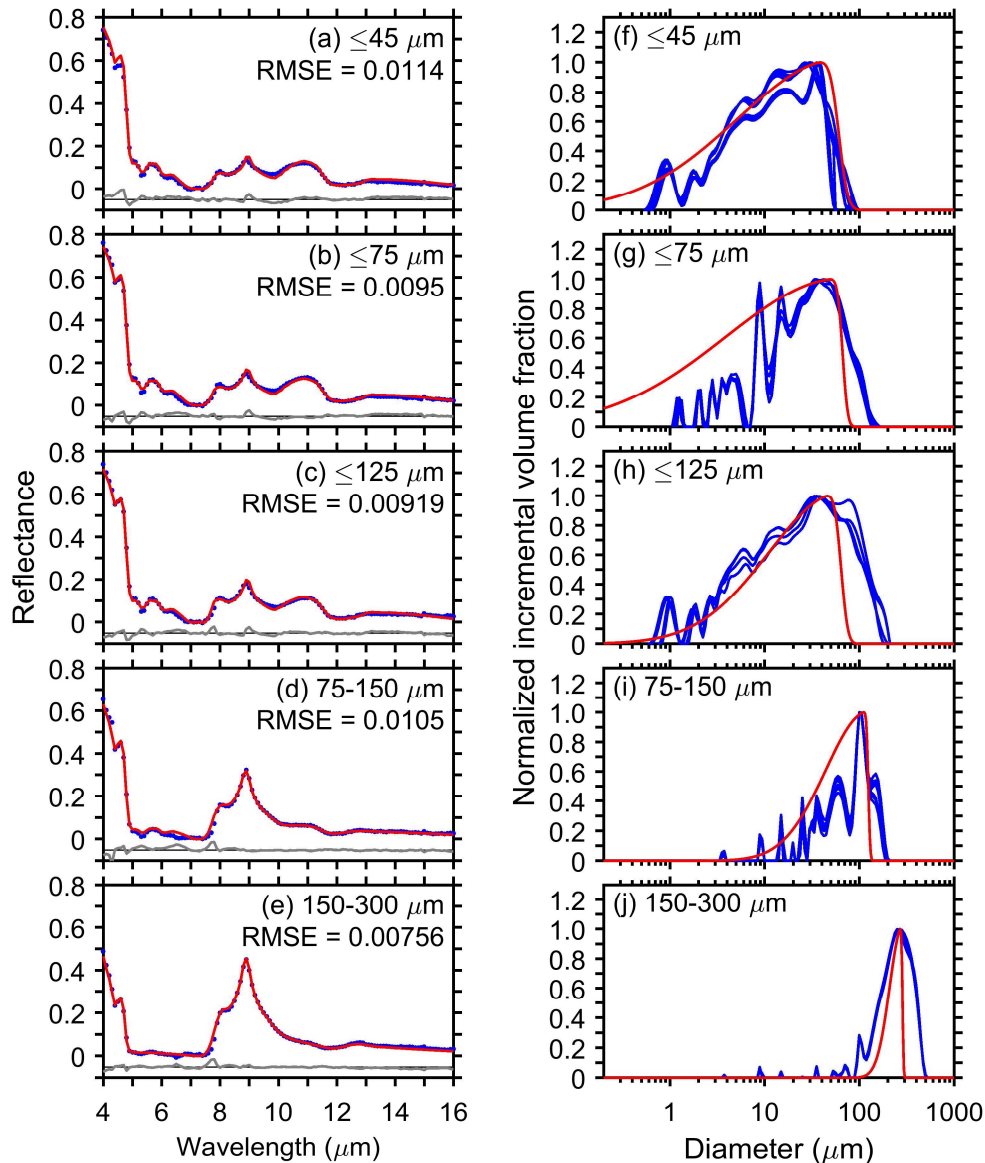 Reflectance
(a) ≤45 μm
RMSE = 0.0114
0.8
0.6
0.4
0.2
0
(b) ≤75 μm
RMSE = 0.0095
0.8
0.6
0.4
0.2
0
(c) ≤125 μm
RMSE = 0.00919
0.8
0.6
0.4
0.2
0
(d) 75-150 μm
RMSE = 0.0105
0.8
0.6
0.4
0.2
0
(e) 150-300 μm
RMSE = 0.00756
0.8
0.6
0.4
0.2
0
4 6 8 10 12 14 16
Wavelength (μm)
Normalized incremental volume fraction
(f) ≤45 μm
1.2
1.0
0.8
0.6
0.4
0.2
0
(g) ≤75 μm
1.2
1.0
0.8
0.6
0.4
0.2
0
(h) ≤125 μm
1.2
1.0
0.8
0.6
0.4
0.2
0
(i) 75-150 μm
1.2
1.0
0.8
0.6
0.4
0.2
0
(j) 150-300 μm
1.2
1.0
0.8
0.6
0.4
0.2
0
1 10 100 1000
Diameter (μm)